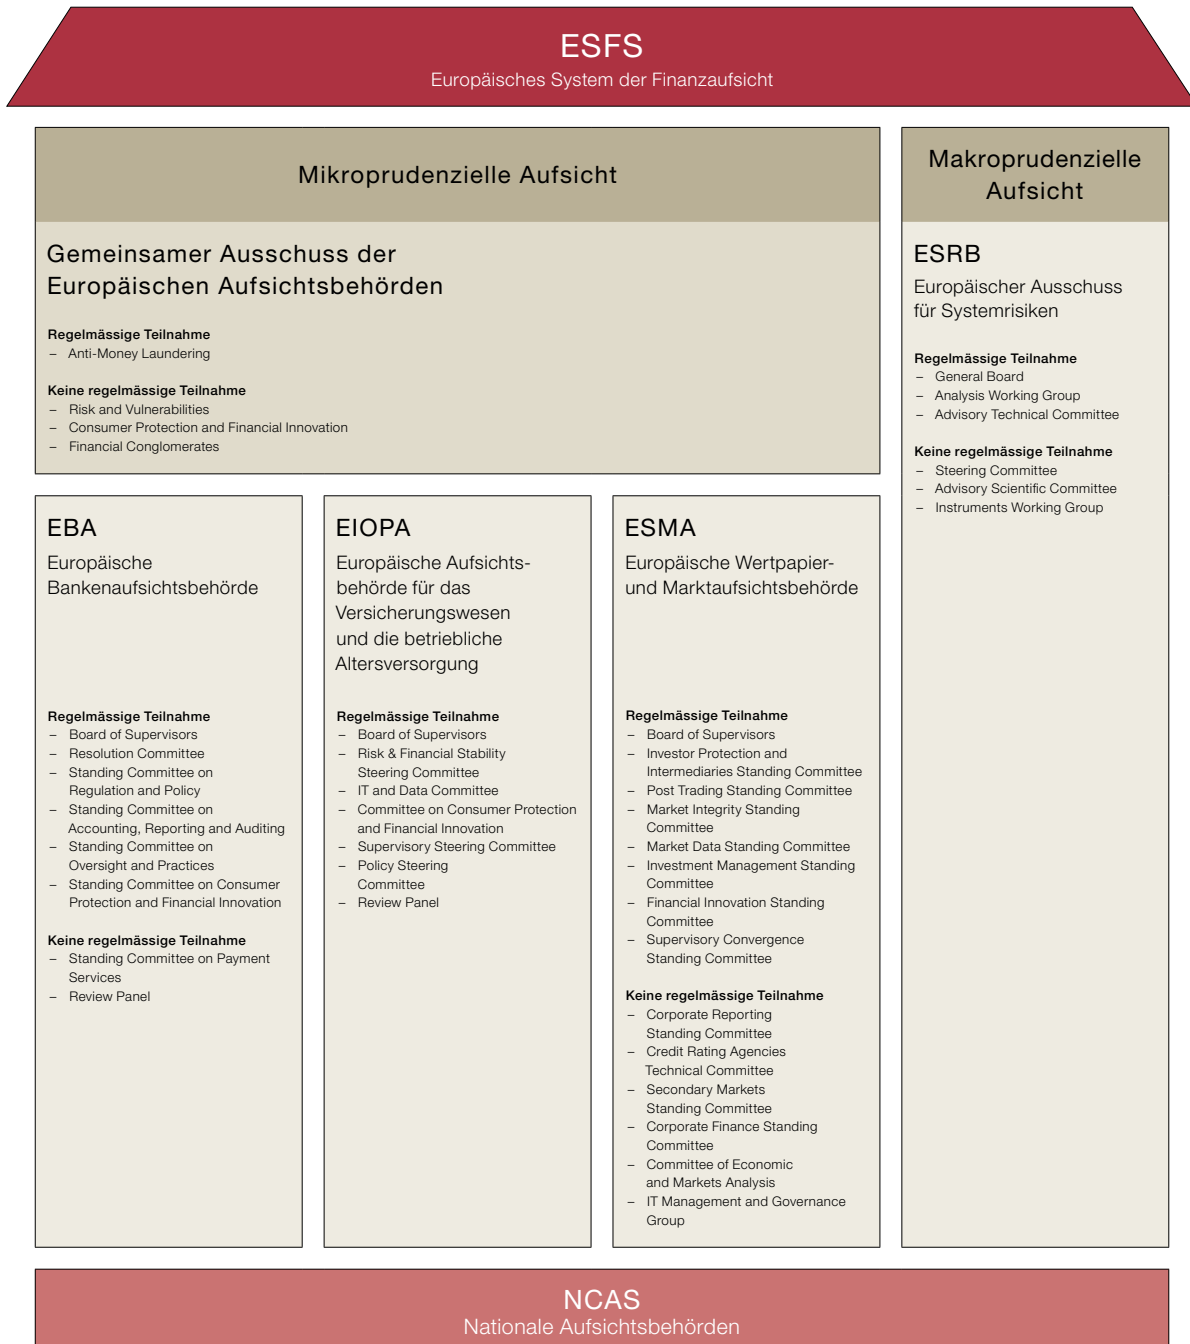 ESFS
Europäisches System der Finanzaufsicht
Mikroprudenzielle Aufsicht
Gemeinsamer Ausschuss der
Europäischen Aufsichtsbehörden
Regelmässige Teilnahme
– Anti-Money Laundering
Keine regelmässige Teilnahme
– Risk and Vulnerabilities
– Consumer Protection and Financial Innovation
– Financial Conglomerates
Makroprudenzielle
Aufsicht
ESRB
Europäischer Ausschuss
für Systemrisiken
Regelmässige Teilnahme
– General Board
– Analysis Working Group
– Advisory Technical Committee
Keine regelmässige Teilnahme
– Steering Committee
– Advisory Scientific Committee
– Instruments Working Group
EBA
Europäische
Bankenaufsichtsbehörde
Regelmässige Teilnahme
– Board of Supervisors
– Resolution Committee
– Standing Committee on
Regulation and Policy
– Standing Committee on
Accounting, Reporting and Auditing
– Standing Committee on
Oversight and Practices
– Standing Committee on Consumer
Protection and Financial Innovation
Keine regelmässige Teilnahme
– Standing Committee on Payment
Services
– Review Panel
EIOPA
Europäische Aufsichts-
behörde für das
Versicherungswesen
und die betriebliche
Altersversorgung
Regelmässige Teilnahme
– Board of Supervisors
– Risk & Financial Stability
Steering Committee
– IT and Data Committee
– Committee on Consumer Protection
and Financial Innovation
– Supervisory Steering Committee
– Policy Steering
Committee
– Review Panel
ESMA
Europäische Wertpapier-
und Marktaufsichtsbehörde
Regelmässige Teilnahme
– Board of Supervisors
– Investor Protection and
Intermediaries Standing Committee
– Post Trading Standing Committee
– Market Integrity Standing
Committee
– Market Data Standing Committee
– Investment Management Standing
Committee
– Financial Innovation Standing
Committee
– Supervisory Convergence
Standing Committee
Keine regelmässige Teilnahme
– Corporate Reporting
Standing Committee
– Credit Rating Agencies
Technical Committee
– Secondary Markets
Standing Committee
– Corporate Finance Standing
Committee
– Committee of Economic
and Markets Analysis
– IT Management and Governance
Group
NCAS
Nationale Aufsichtsbehörden